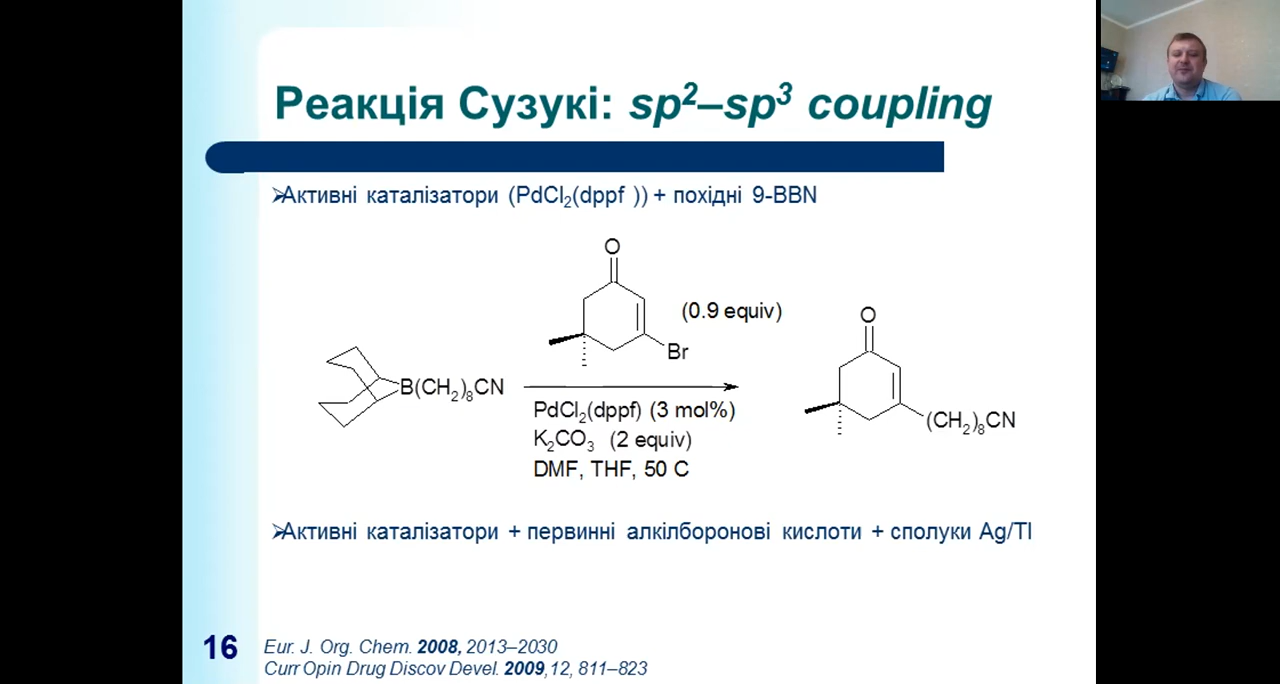 Реакція Сузукі: sp²–sp³ coupling
➢Активні каталізатори (PdCl₂(dppf )) + похідні 9-BBN
O
(0.9 equiv)
Br
B(CH₂)₈CN
PdCl₂(dppf) (3 mol%)
K₂CO₃ (2 equiv)
DMF, THF, 50 C
O
(CH₂)₈CN
➢Активні каталізатори + первинні алкілборонові кислоти + сполуки Ag/Tl
16
Eur. J. Org. Chem. 2008, 2013–2030
Curr Opin Drug Discov Devel. 2009,12, 811–823